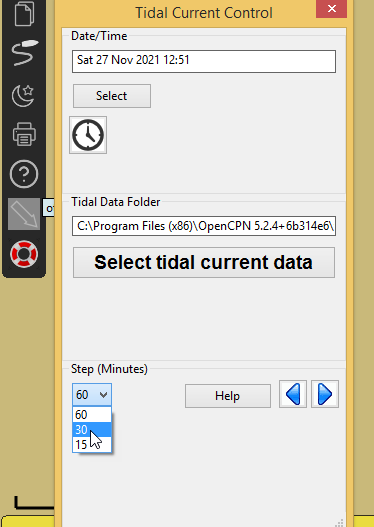 Tidal Current Control
Date/Time
Sat 27 Nov 2021 12:51
Select
Tidal Data Folder
C:\Program Files (x86)\OpenCPN 5.2.4+6b314e6\
Select tidal current data
Step (Minutes)
60
Help
60
30
15